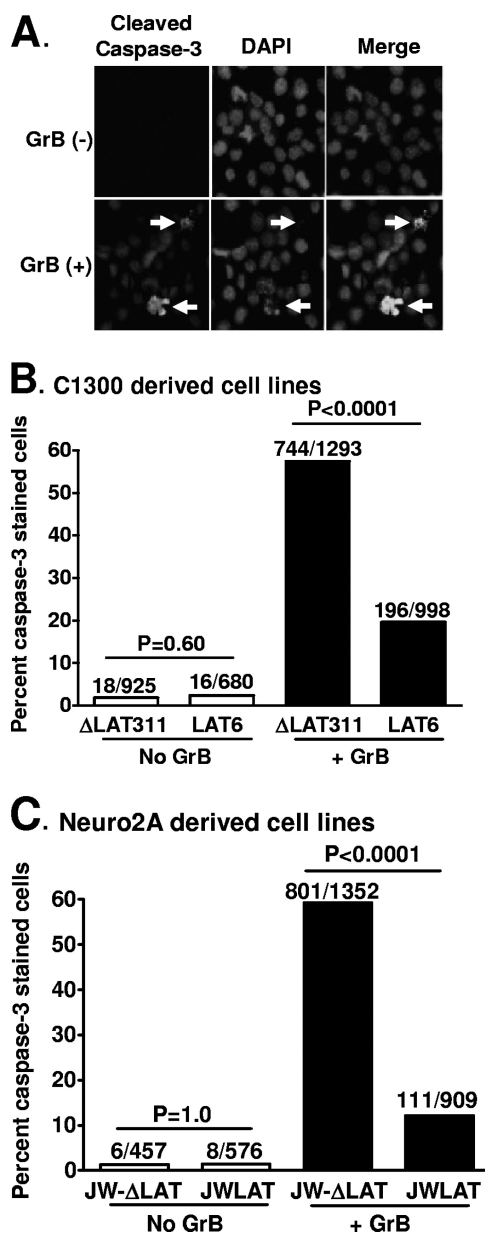 A.
Cleaved Caspase-3
DAPI
Merge
GrB (-)
GrB (+)
B. C1300 derived cell lines
Percent caspase-3 stained cells
60
50
40
30
20
10
0
P<0.0001
744/1293
196/998
P=0.60
18/925
16/680
ΔLAT311
LAT6
ΔLAT311
LAT6
No GrB
+ GrB
C. Neuro2A derived cell lines
Percent caspase-3 stained cells
60
50
40
30
20
10
0
P<0.0001
801/1352
111/909
P=1.0
6/457
8/576
JW-ΔLAT
JWLAT
JW-ΔLAT
JWLAT
No GrB
+ GrB